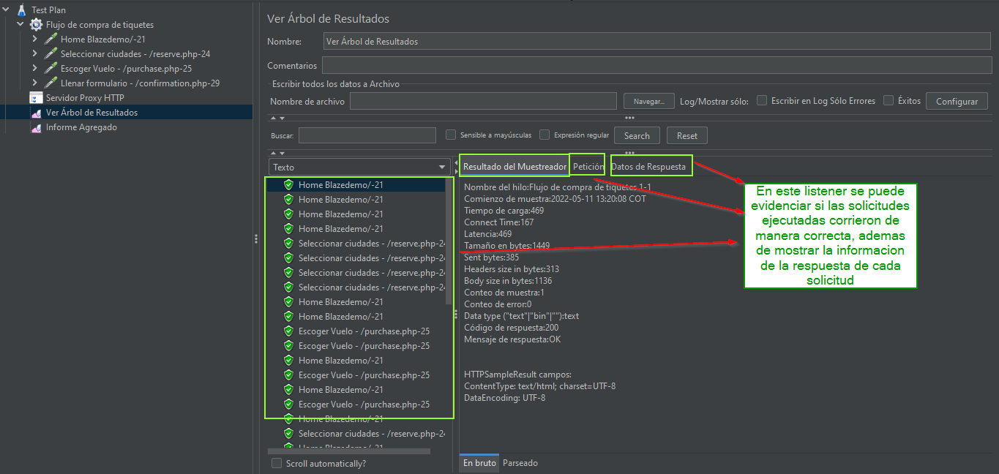 Test Plan
Flujo de compra de tiquetes
Home Blazedemo/-21
Seleccionar ciudades - /reserve.php-24
Escoger Vuelo - /purchase.php-25
Llenar formulario - /confirmation.php-29
Servidor Proxy HTTP
Ver Árbol de Resultados
Informe Agregado
Ver Árbol de Resultados
Nombre: Ver Árbol de Resultados
Comentarios
Escribir todos los datos a Archivo
Nombre de archivo Navegar... Log/Mostrar sólo: Escribir en Log Sólo Errores Éxitos Configurar
Buscar: Sensible a mayúsculas Expresión regular Search Reset
Texto
Home Blazedemo/-21
Home Blazedemo/-21
Home Blazedemo/-21
Home Blazedemo/-21
Seleccionar ciudades - /reserve.php-24
Seleccionar ciudades - /reserve.php-24
Seleccionar ciudades - /reserve.php-24
Seleccionar ciudades - /reserve.php-24
Home Blazedemo/-21
Home Blazedemo/-21
Escoger Vuelo - /purchase.php-25
Escoger Vuelo - /purchase.php-25
Home Blazedemo/-21
Escoger Vuelo - /purchase.php-25
Home Blazedemo/-21
Escoger Vuelo - /purchase.php-25
Home Blazedemo/-21
Seleccionar ciudades - /reserve.php-24
Home Blazedemo/-21
Scroll automatically?
Resultado del Muestreador Petición Datos de Respuesta
Nombre del hilo:Flujo de compra de tiquetes 1-1
Comienzo de muestra:2022-05-11 13:20:08 COT
Tiempo de carga:469
Connect Time:167
Latencia:469
Tamaño en bytes:1449
Sent bytes:385
Headers size in bytes:313
Body size in bytes:1136
Conteo de muestra:1
Conteo de error:0
Data type ("text"|"bin"|""):text
Código de respuesta:200
Mensaje de respuesta:OK
HTTPSampleResult campos:
ContentType: text/html; charset=UTF-8
DataEncoding: UTF-8
En bruto Parseado
En este listener se puede
evidenciar si las solicitudes
ejecutadas corrieron de
manera correcta, ademas
de mostrar la informacion
de la respuesta de cada
solicitud